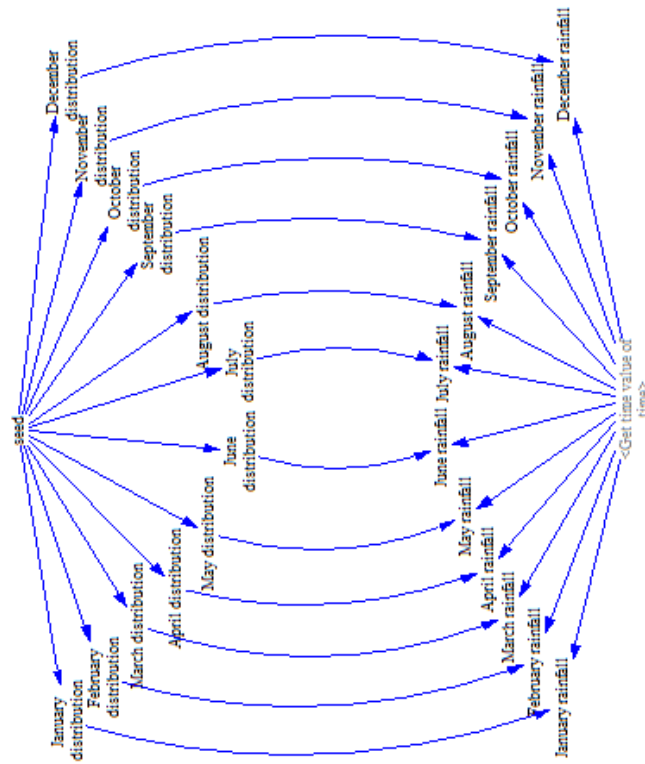 seed
January
distribution
February
distribution
March distribution
April distribution
May distribution
June
distribution
July
distribution
August distribution
September
distribution
October
distribution
November
distribution
December
distribution
January rainfall
February rainfall
March rainfall
April rainfall
May rainfall
June rainfall
July rainfall
August rainfall
September rainfall
October rainfall
November rainfall
December rainfall
<Get time value of
time>